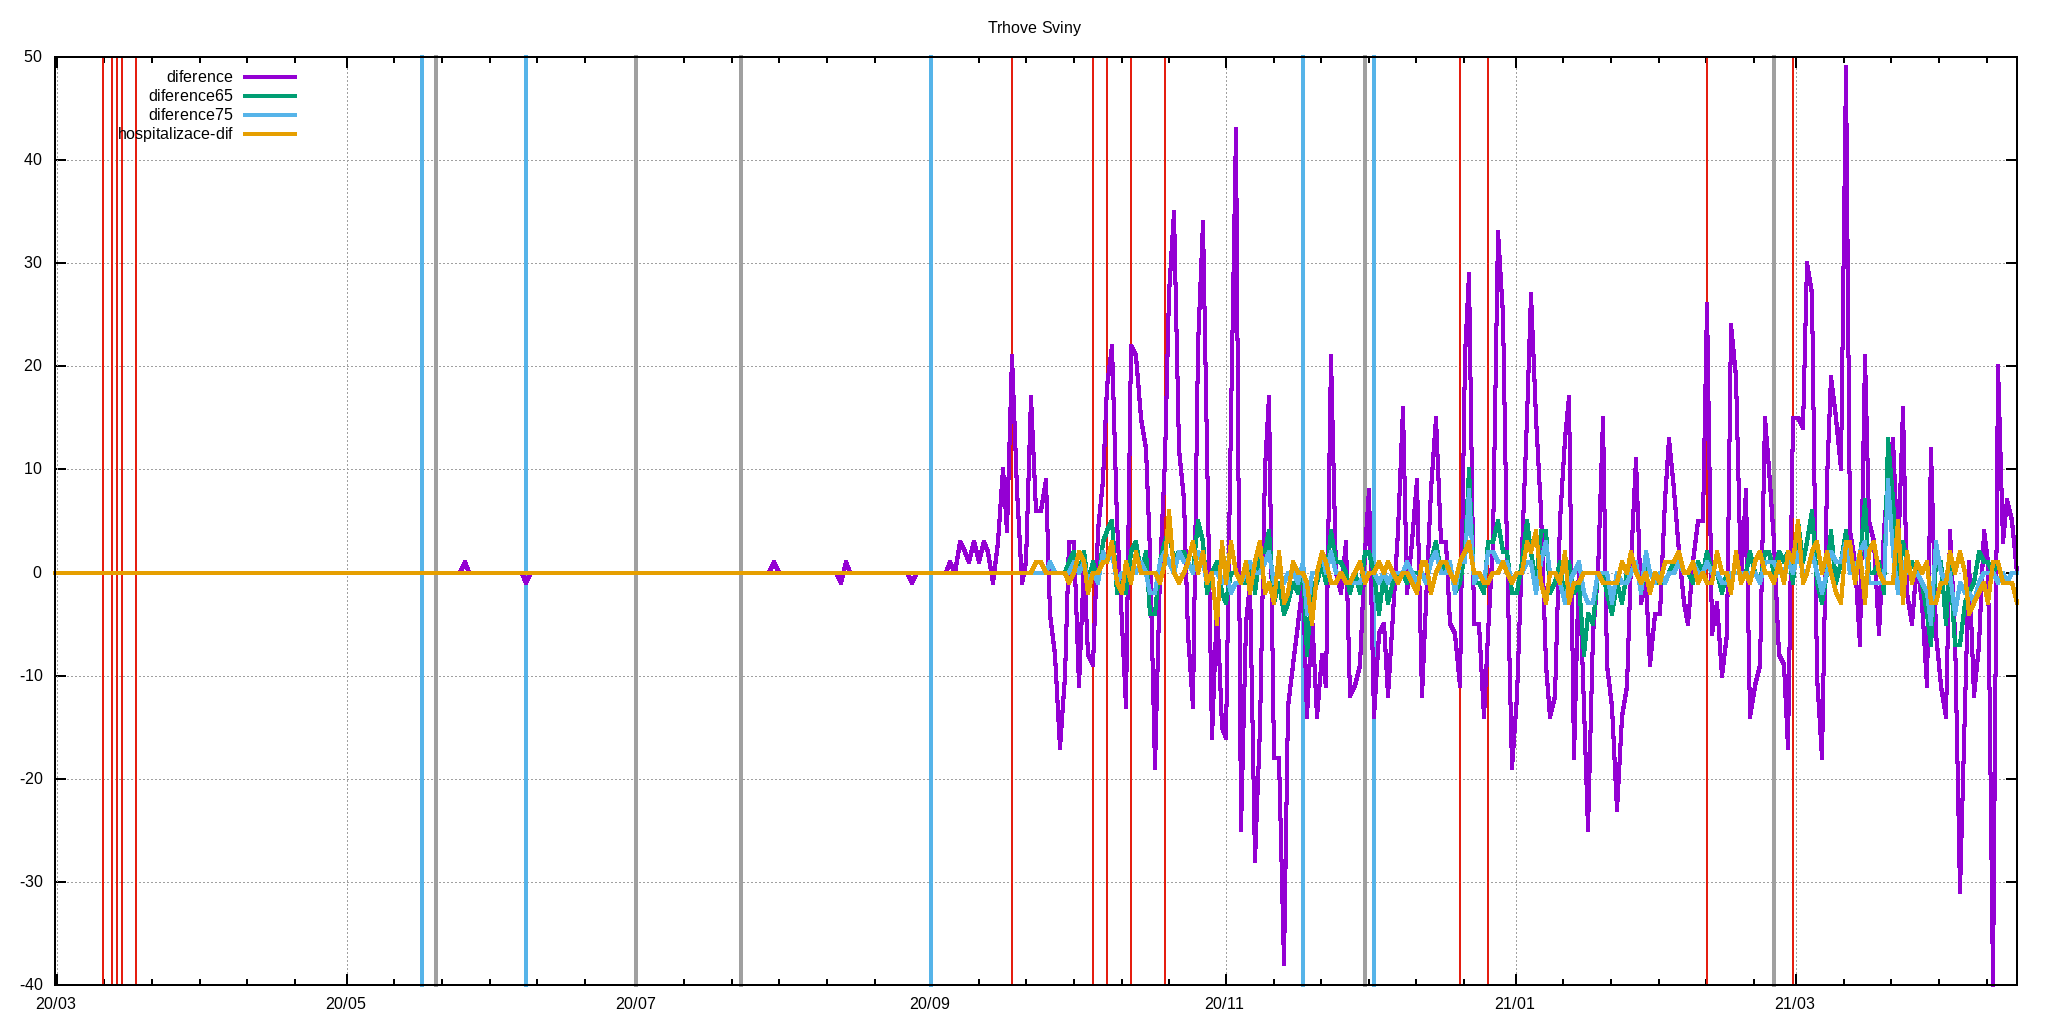 Trhove Sviny
50
diference
diference65
diference75
hospitalizace-dif
40
30
20
10
0
-10
-20
-30
-40
20/03 20/05 20/07 20/09 20/11 21/01 21/03